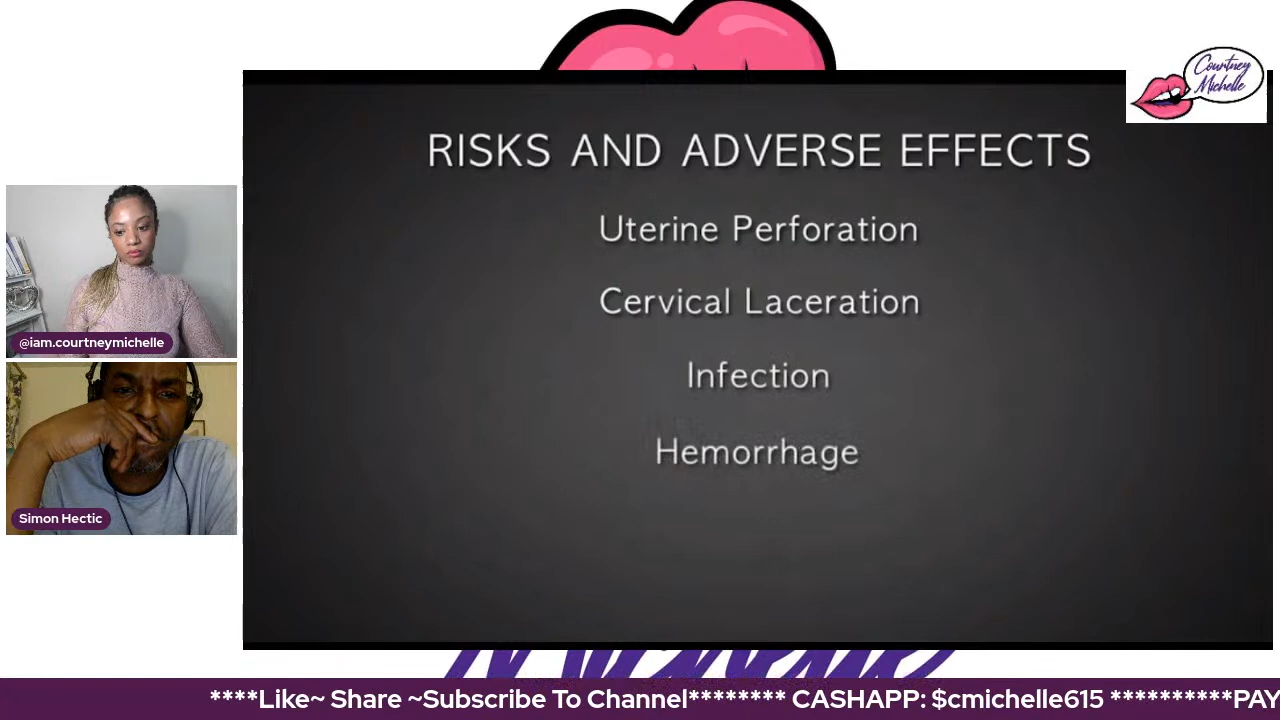 Courtney
Michelle
RISKS AND ADVERSE EFFECTS
Uterine Perforation
Cervical Laceration
Infection
Hemorrhage
@iam.courtneymichelle
Simon Hectic
****Like~ Share ~Subscribe To Channel******** CASHAPP: $cmichelle615 **********PAY